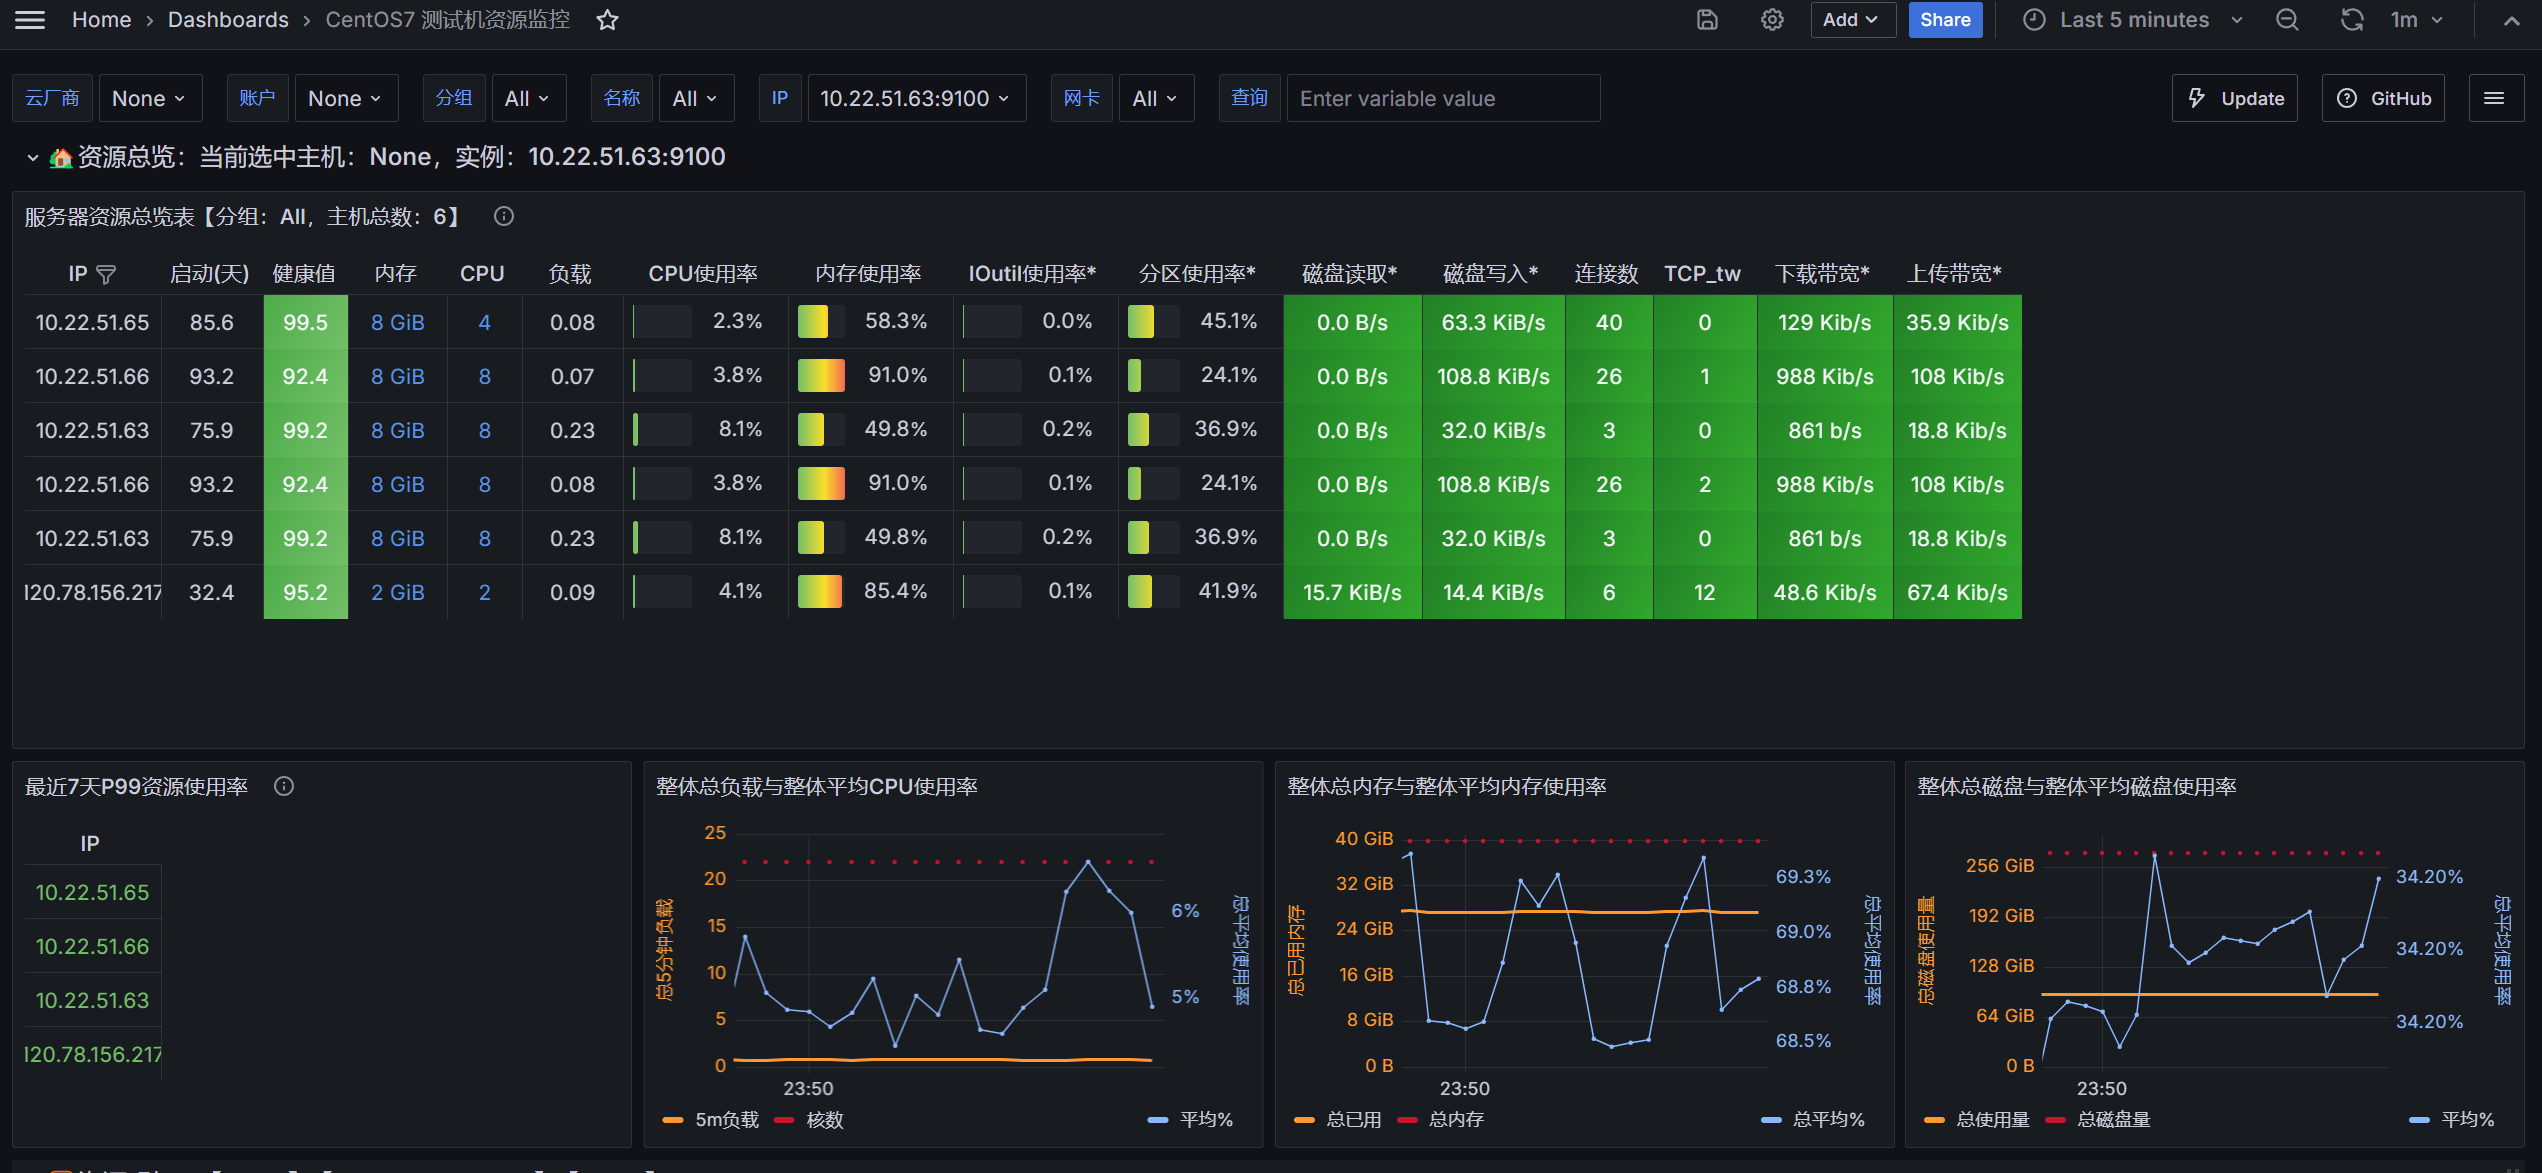 Home › Dashboards › CentOS7 测试机资源监控 Add Share Last 5 minutes 1m
云厂商 None 账户 None 分组 All 名称 All IP 10.22.51.63:9100 网卡 All 查询 Enter variable value Update GitHub
资源总览：当前选中主机：None，实例：10.22.51.63:9100
服务器资源总览表【分组：All，主机总数：6】
IP 启动(天) 健康值 内存 CPU 负载 CPU使用率 内存使用率 IOutil使用率* 分区使用率* 磁盘读取* 磁盘写入* 连接数 TCP_tw 下载带宽* 上传带宽*
10.22.51.65 85.6 99.5 8 GiB 4 0.08 2.3% 58.3% 0.0% 45.1% 0.0 B/s 63.3 KiB/s 40 0 129 Kib/s 35.9 Kib/s
10.22.51.66 93.2 92.4 8 GiB 8 0.07 3.8% 91.0% 0.1% 24.1% 0.0 B/s 108.8 KiB/s 26 1 988 Kib/s 108 Kib/s
10.22.51.63 75.9 99.2 8 GiB 8 0.23 8.1% 49.8% 0.2% 36.9% 0.0 B/s 32.0 KiB/s 3 0 861 b/s 18.8 Kib/s
10.22.51.66 93.2 92.4 8 GiB 8 0.08 3.8% 91.0% 0.1% 24.1% 0.0 B/s 108.8 KiB/s 26 2 988 Kib/s 108 Kib/s
10.22.51.63 75.9 99.2 8 GiB 8 0.23 8.1% 49.8% 0.2% 36.9% 0.0 B/s 32.0 KiB/s 3 0 861 b/s 18.8 Kib/s
120.78.156.217 32.4 95.2 2 GiB 2 0.09 4.1% 85.4% 0.1% 41.9% 15.7 KiB/s 14.4 KiB/s 6 12 48.6 Kib/s 67.4 Kib/s
最近7天P99资源使用率
IP
10.22.51.65
10.22.51.66
10.22.51.63
120.78.156.217
整体总负载与整体平均CPU使用率
总5分钟负载
25
20
15
10
5
0
6%
5%
总平均使用率
23:50
5m负载 核数 平均%
整体总内存与整体平均内存使用率
总已用内存
40 GiB
32 GiB
24 GiB
16 GiB
8 GiB
0 B
69.3%
69.0%
68.8%
68.5%
总平均使用率
23:50
总已用 总内存 总平均%
整体总磁盘与整体平均磁盘使用率
总磁盘使用量
256 GiB
192 GiB
128 GiB
64 GiB
0 B
34.20%
34.20%
34.20%
总平均使用率
23:50
总使用量 总磁盘量 平均%